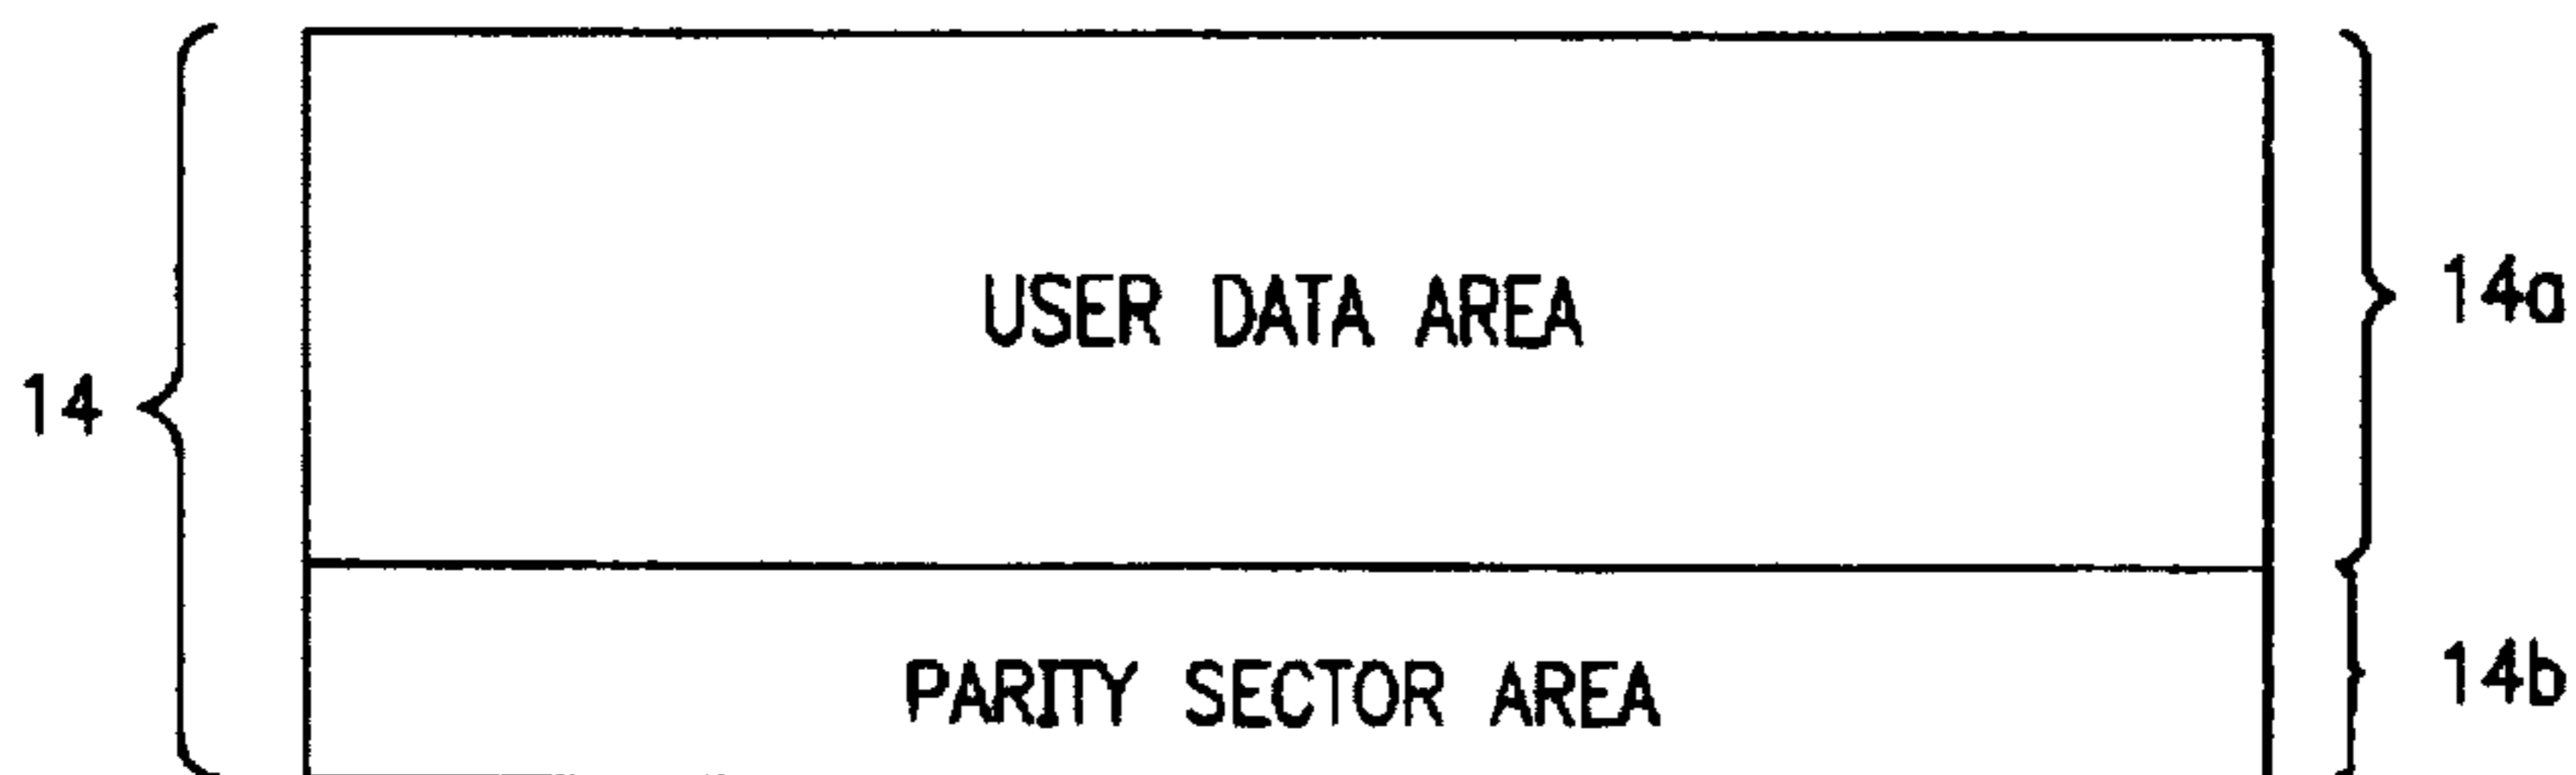 USER DATA AREA
14a
14
PARITY SECTOR AREA
14b